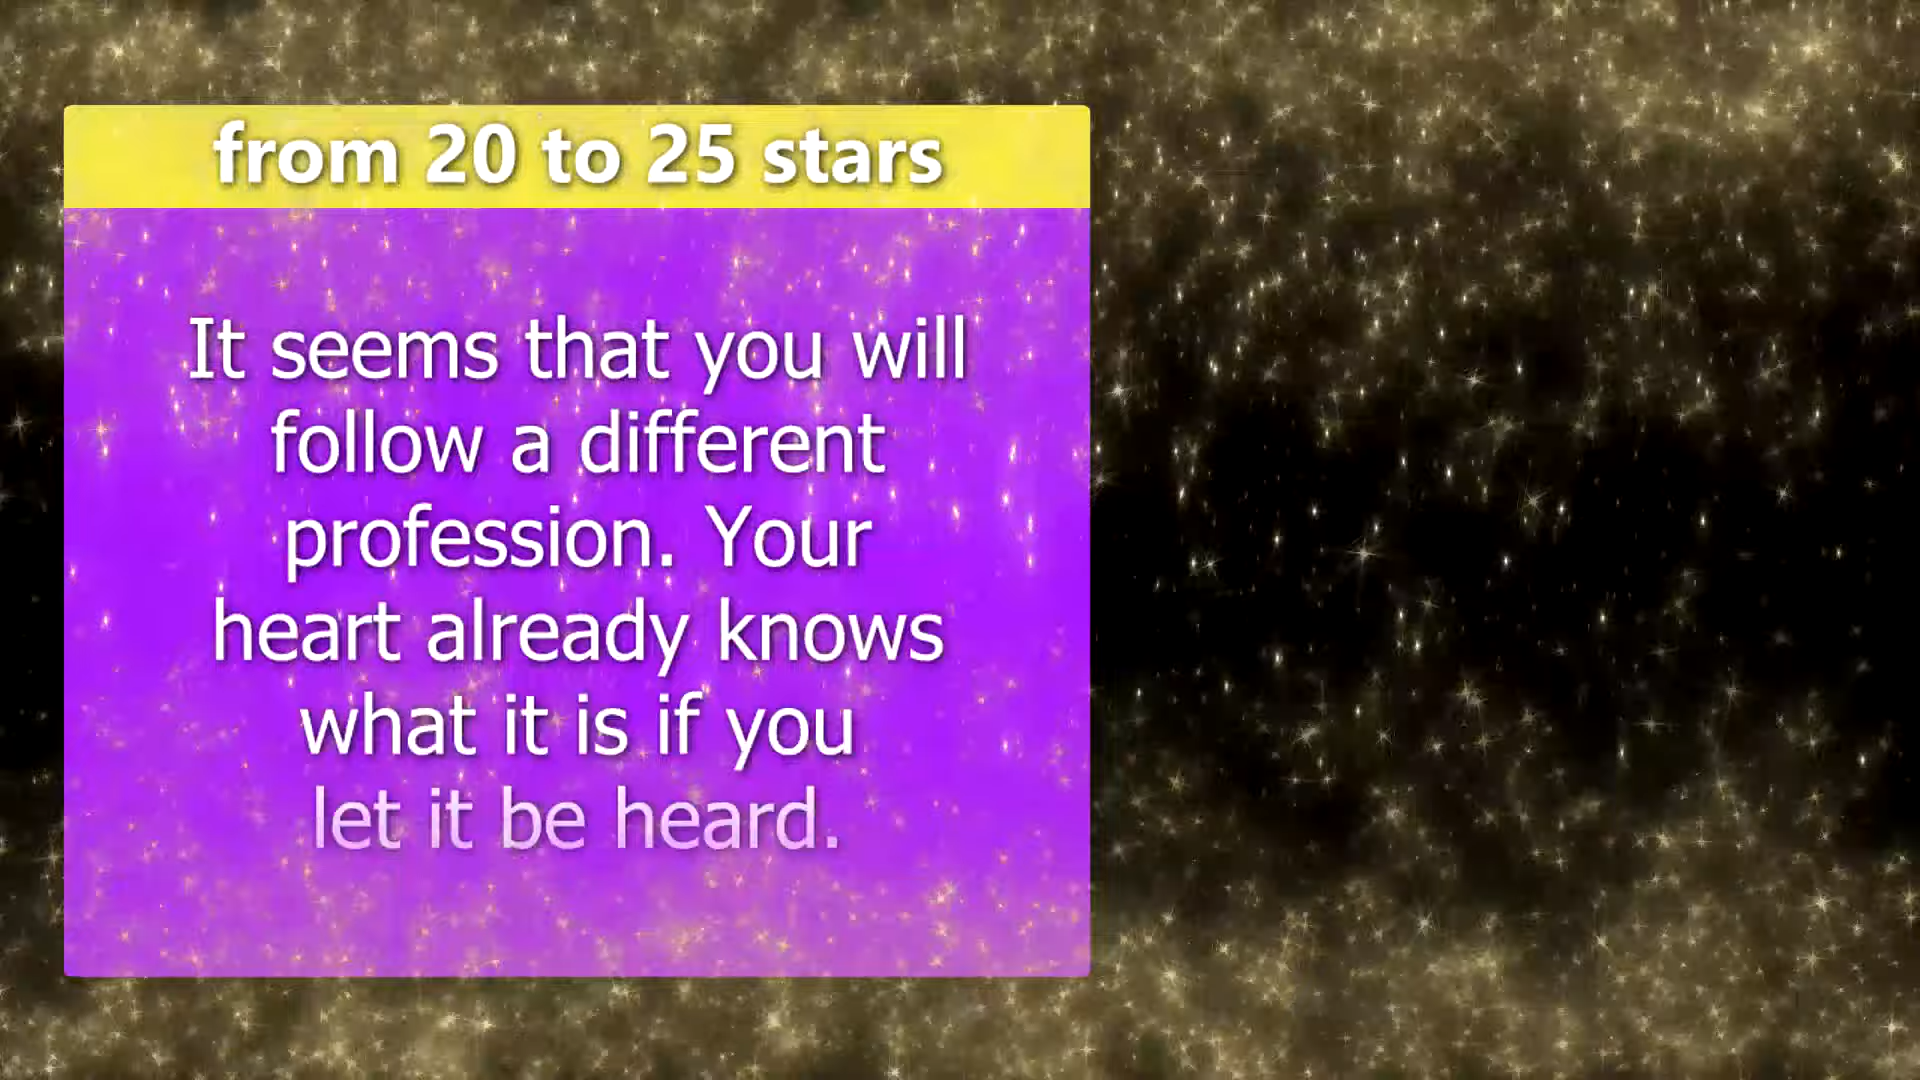 from 20 to 25 stars
It seems that you will
follow a different
profession. Your
heart already knows
what it is if you
let it be heard.